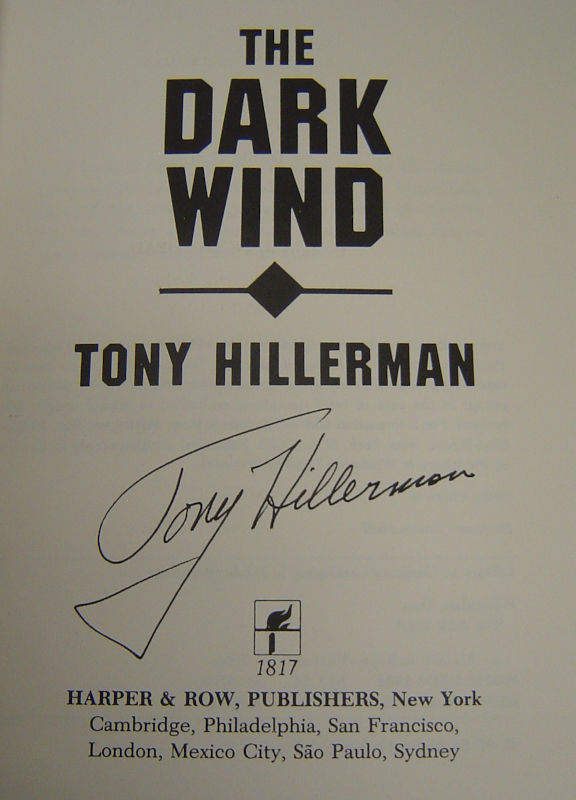 THE
DARK
WIND
TONY HILLERMAN
Tony Hillerman
1817
HARPER & ROW, PUBLISHERS, New York
Cambridge, Philadelphia, San Francisco,
London, Mexico City, São Paulo, Sydney